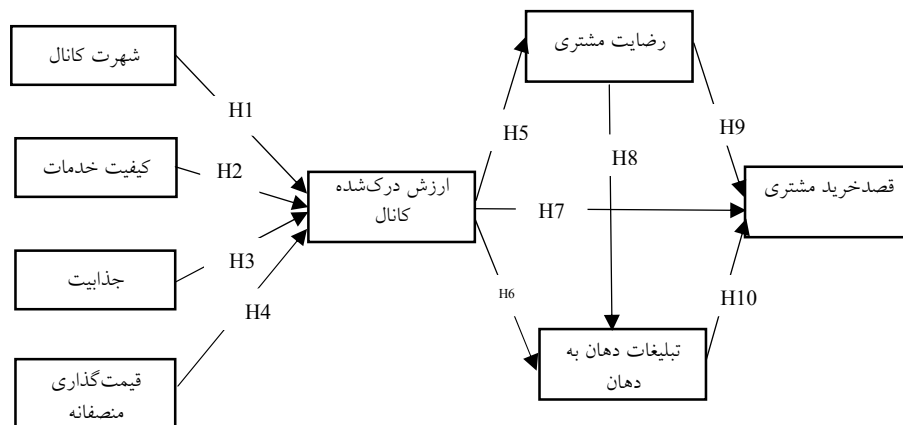 شهرت کانال
کیفیت خدمات
جذابیت
قیمت‌گذاری
منصفانه
H1
H2
H3
H4
ارزش درک‌شده
کانال
H5
H6
H7
رضایت مشتری
H8
تبلیغات دهان به
دهان
H9
H10
قصدخرید مشتری